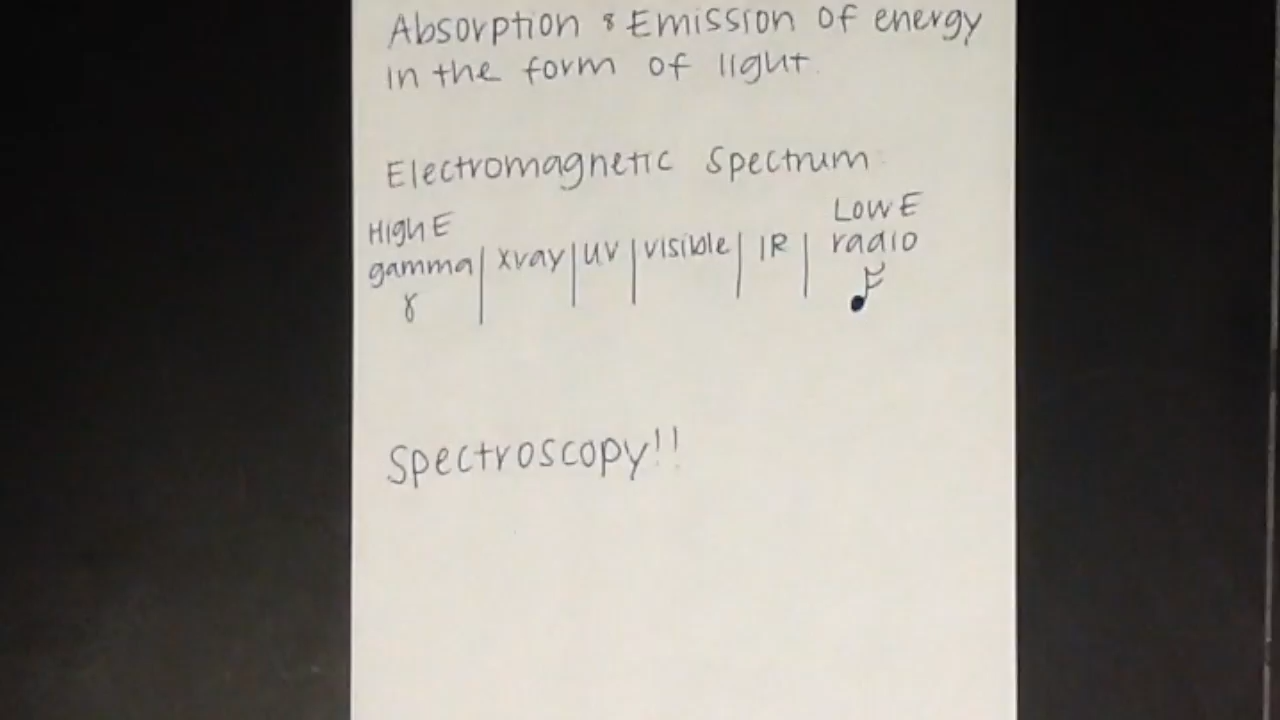 Absorption & Emission of energy
in the form of light.
Electromagnetic Spectrum
High E Low E
gamma | xray | UV | visible | IR | radio
γ
Spectroscopy!!